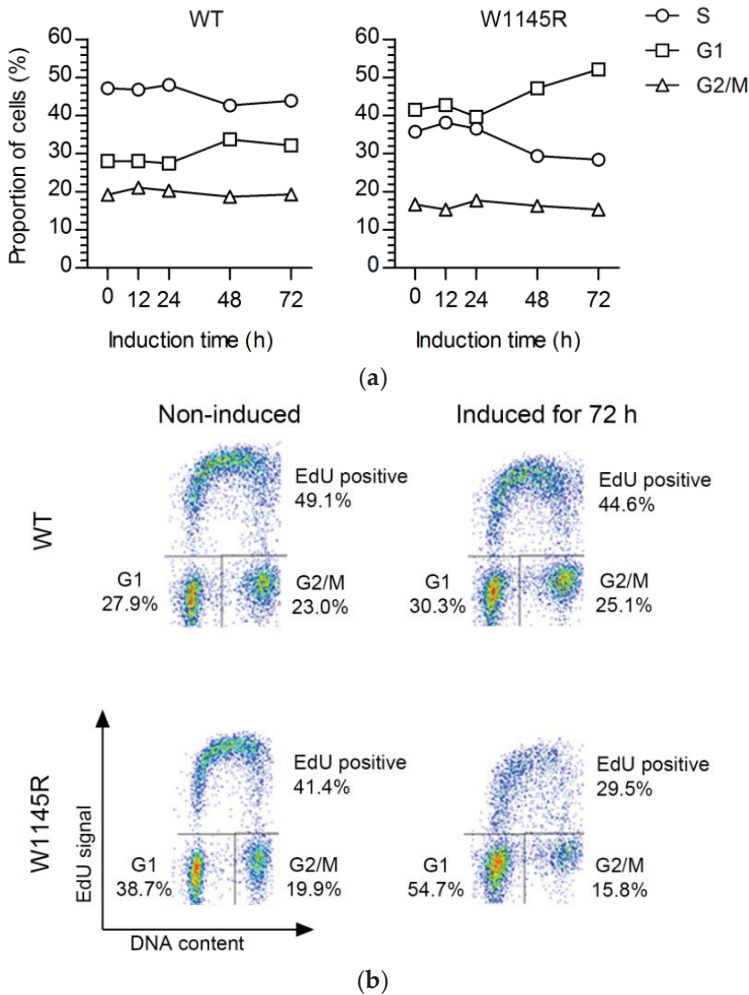 WT
W1145R
S
G1
G2/M
Proportion of cells (%)
60
50
40
30
20
10
0
0 12 24 48 72
Induction time (h)
60
50
40
30
20
10
0
0 12 24 48 72
Induction time (h)
(a)
Non-induced
Induced for 72 h
WT
EdU positive
49.1%
G1
27.9%
G2/M
23.0%
EdU positive
44.6%
G1
30.3%
G2/M
25.1%
W1145R
EdU signal
DNA content
EdU positive
41.4%
G1
38.7%
G2/M
19.9%
EdU positive
29.5%
G1
54.7%
G2/M
15.8%
(b)